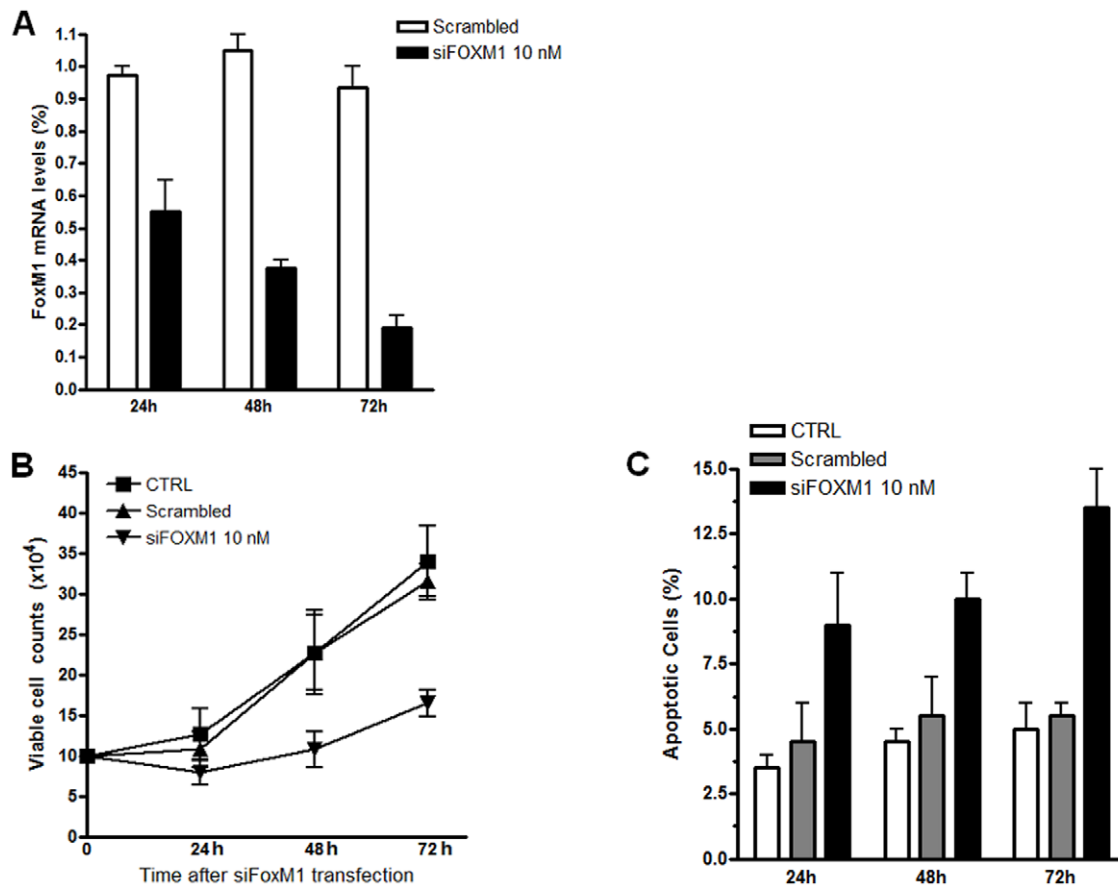 A
Scrambled
siFOXM1 10 nM
FoxM1 mRNA levels (%)
1.1
1.0
0.9
0.8
0.7
0.6
0.5
0.4
0.3
0.2
0.1
0.0
24h 48h 72h
B
CTRL
Scrambled
siFOXM1 10 nM
Viable cell counts (x10⁴)
45
40
35
30
25
20
15
10
5
0
0 24h 48h 72h
Time after siFoxM1 transfection
C
CTRL
Scrambled
siFOXM1 10 nM
Apoptotic Cells (%)
15.0
12.5
10.0
7.5
5.0
2.5
0.0
24h 48h 72h